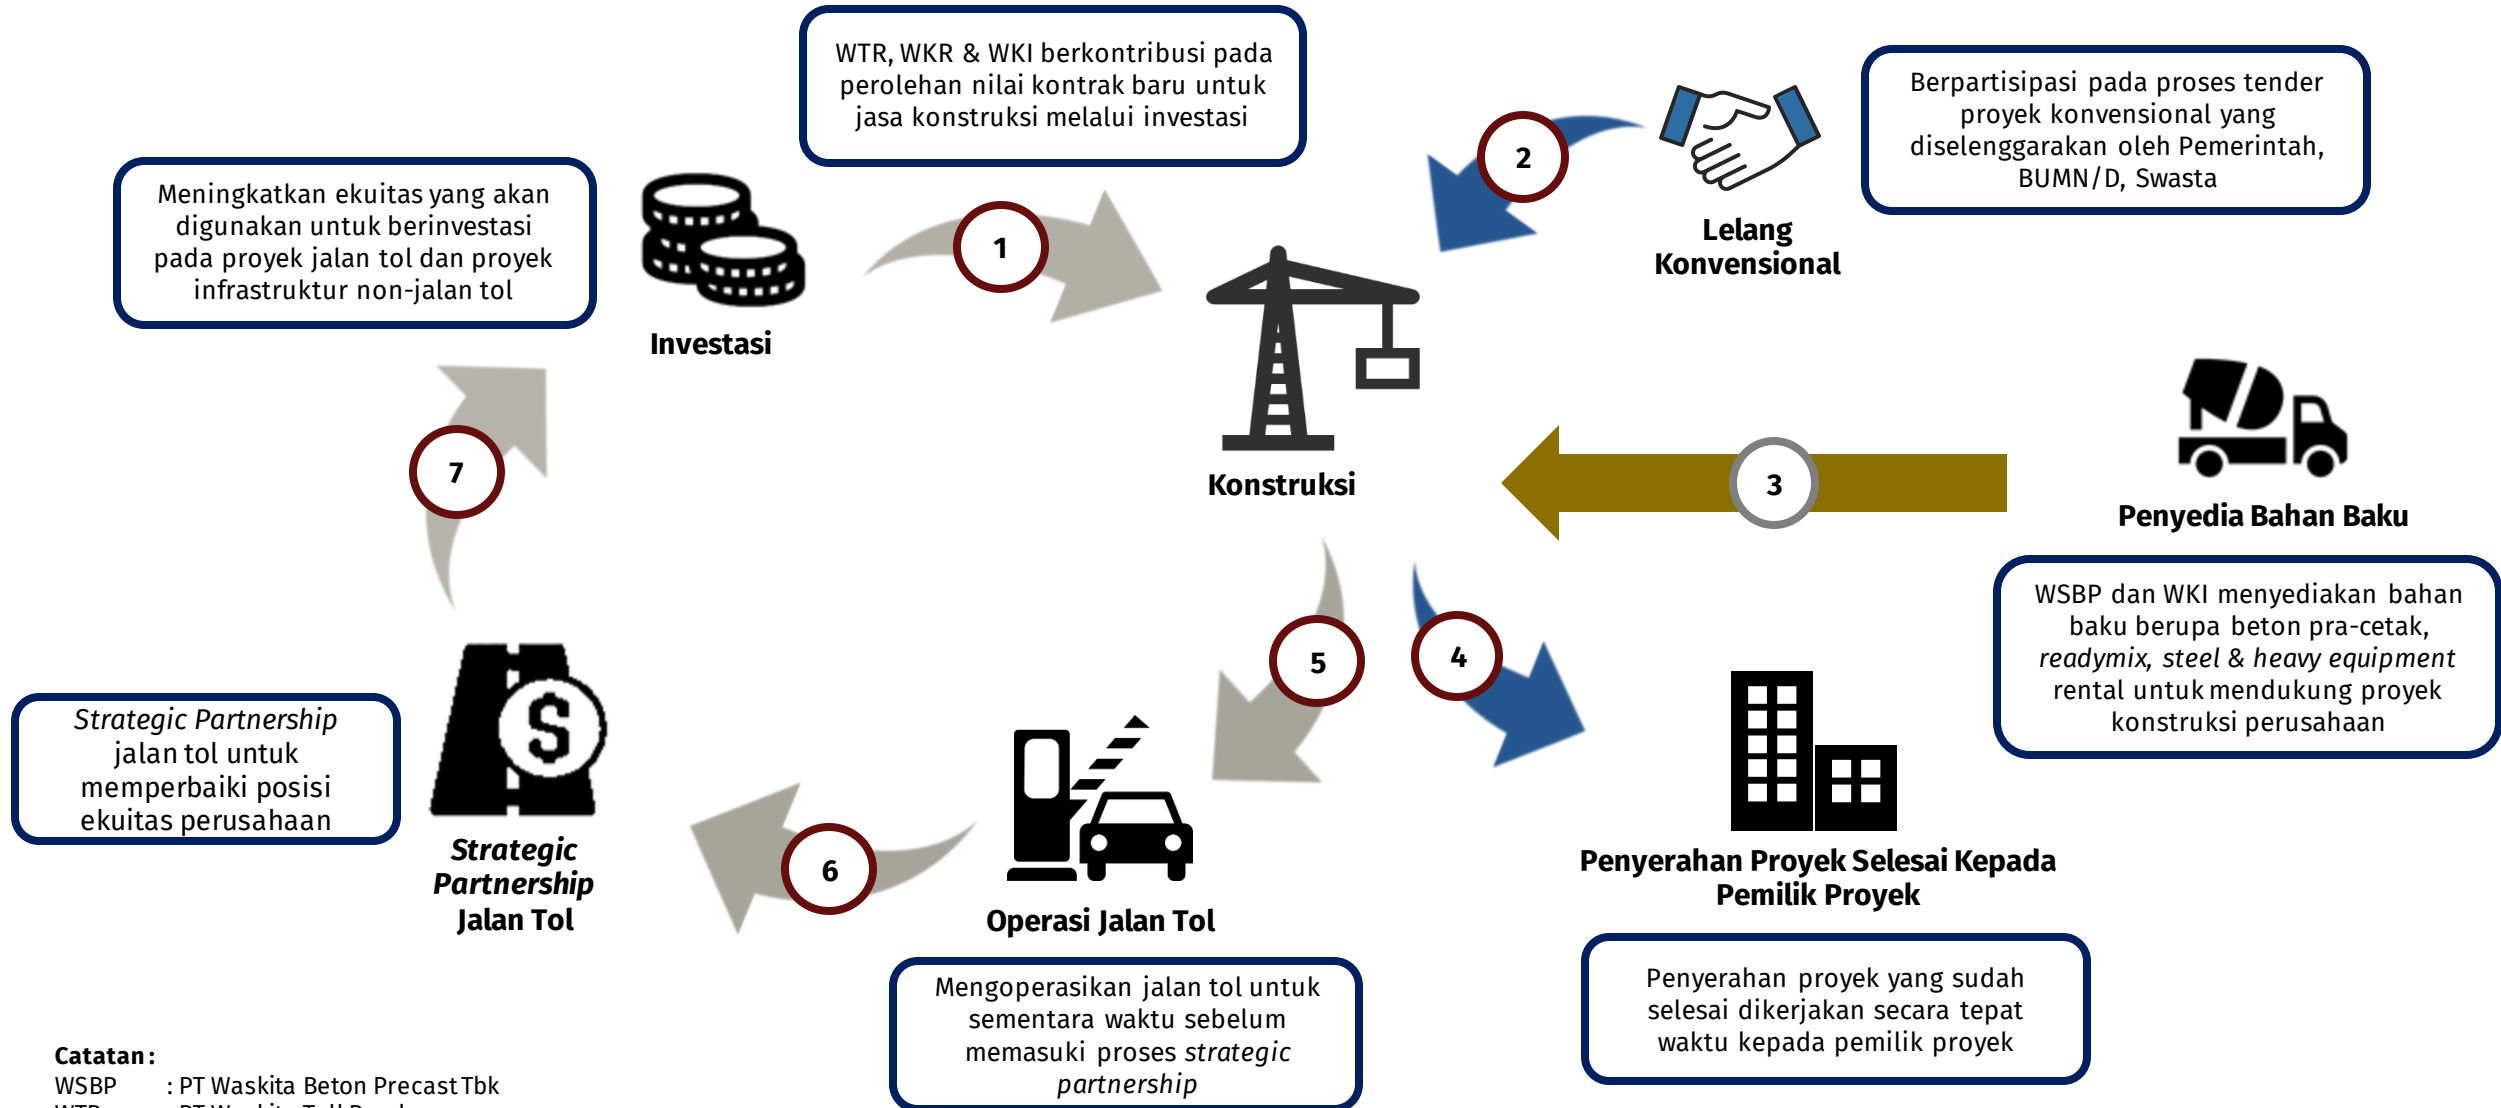 WTR, WKR & WKI berkontribusi pada
perolehan nilai kontrak baru untuk
jasa konstruksi melalui investasi
Berpartisipasi pada proses tender
proyek konvensional yang
diselenggarakan oleh Pemerintah,
BUMN/D, Swasta
2
Meningkatkan ekuitas yang akan
digunakan untuk berinvestasi
pada proyek jalan tol dan proyek
infrastruktur non-jalan tol
1
Lelang
Konvensional
Investasi
7
Konstruksi
3
Penyedia Bahan Baku
WSBP dan WKI menyediakan bahan
baku berupa beton pra-cetak,
readymix, steel & heavy equipment
rental untuk mendukung proyek
konstruksi perusahaan
5
4
Strategic Partnership
jalan tol untuk
memperbaiki posisi
ekuitas perusahaan
Strategic
Partnership
Jalan Tol
6
Operasi Jalan Tol
Penyerahan Proyek Selesai Kepada
Pemilik Proyek
Mengoperasikan jalan tol untuk
sementara waktu sebelum
memasuki proses strategic
partnership
Penyerahan proyek yang sudah
selesai dikerjakan secara tepat
waktu kepada pemilik proyek
Catatan :
WSBP : PT Waskita Beton Precast Tbk